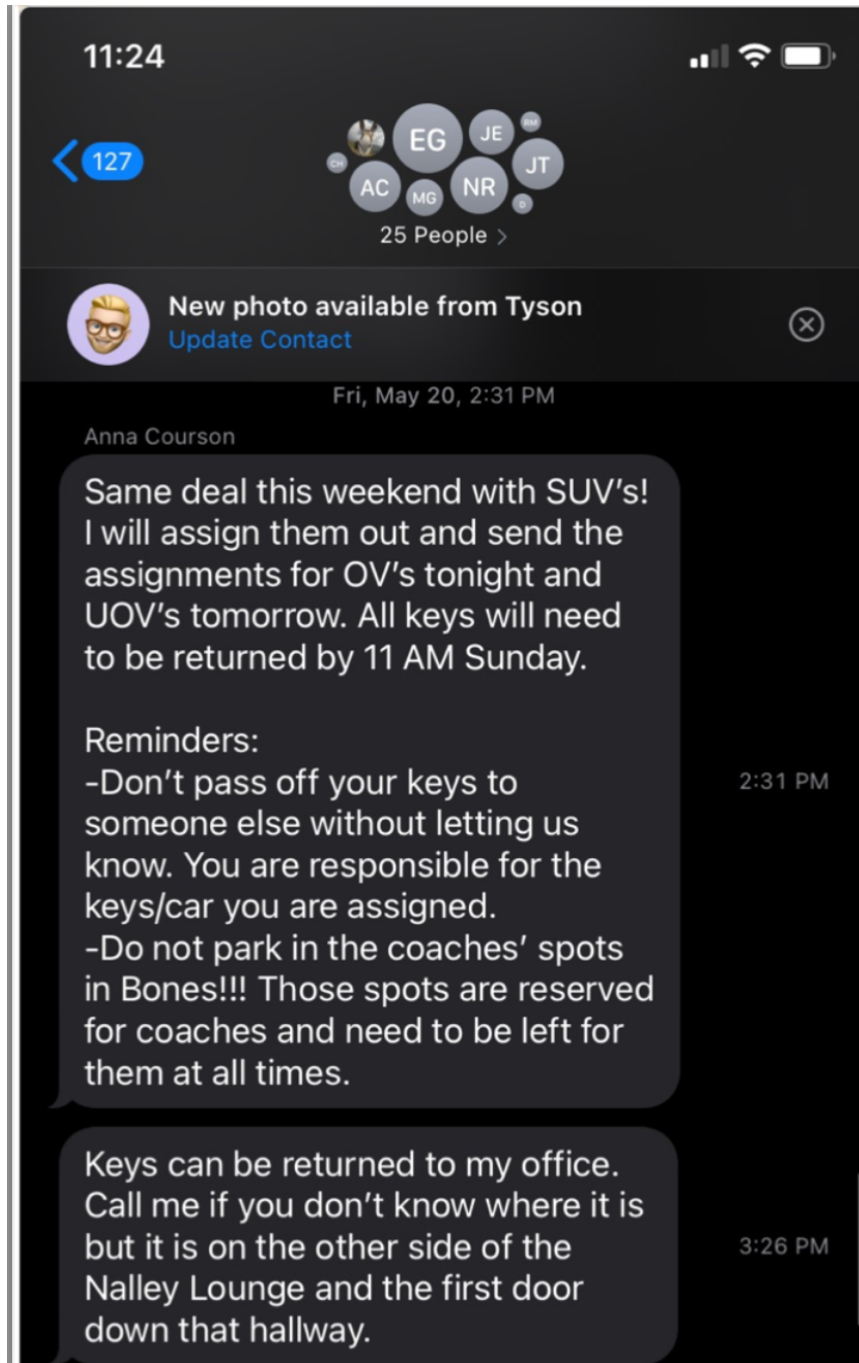 11:24
127
EG
JE
RM
CH
JT
AC
MG
NR
D
25 People >
New photo available from Tyson
Update Contact
Fri, May 20, 2:31 PM
Anna Courson
Same deal this weekend with SUV’s!
I will assign them out and send the
assignments for OV’s tonight and
UOV’s tomorrow. All keys will need
to be returned by 11 AM Sunday.
Reminders:
-Don’t pass off your keys to
someone else without letting us
know. You are responsible for the
keys/car you are assigned.
-Do not park in the coaches’ spots
in Bones!!! Those spots are reserved
for coaches and need to be left for
them at all times.
2:31 PM
Keys can be returned to my office.
Call me if you don’t know where it is
but it is on the other side of the
Nalley Lounge and the first door
down that hallway.
3:26 PM